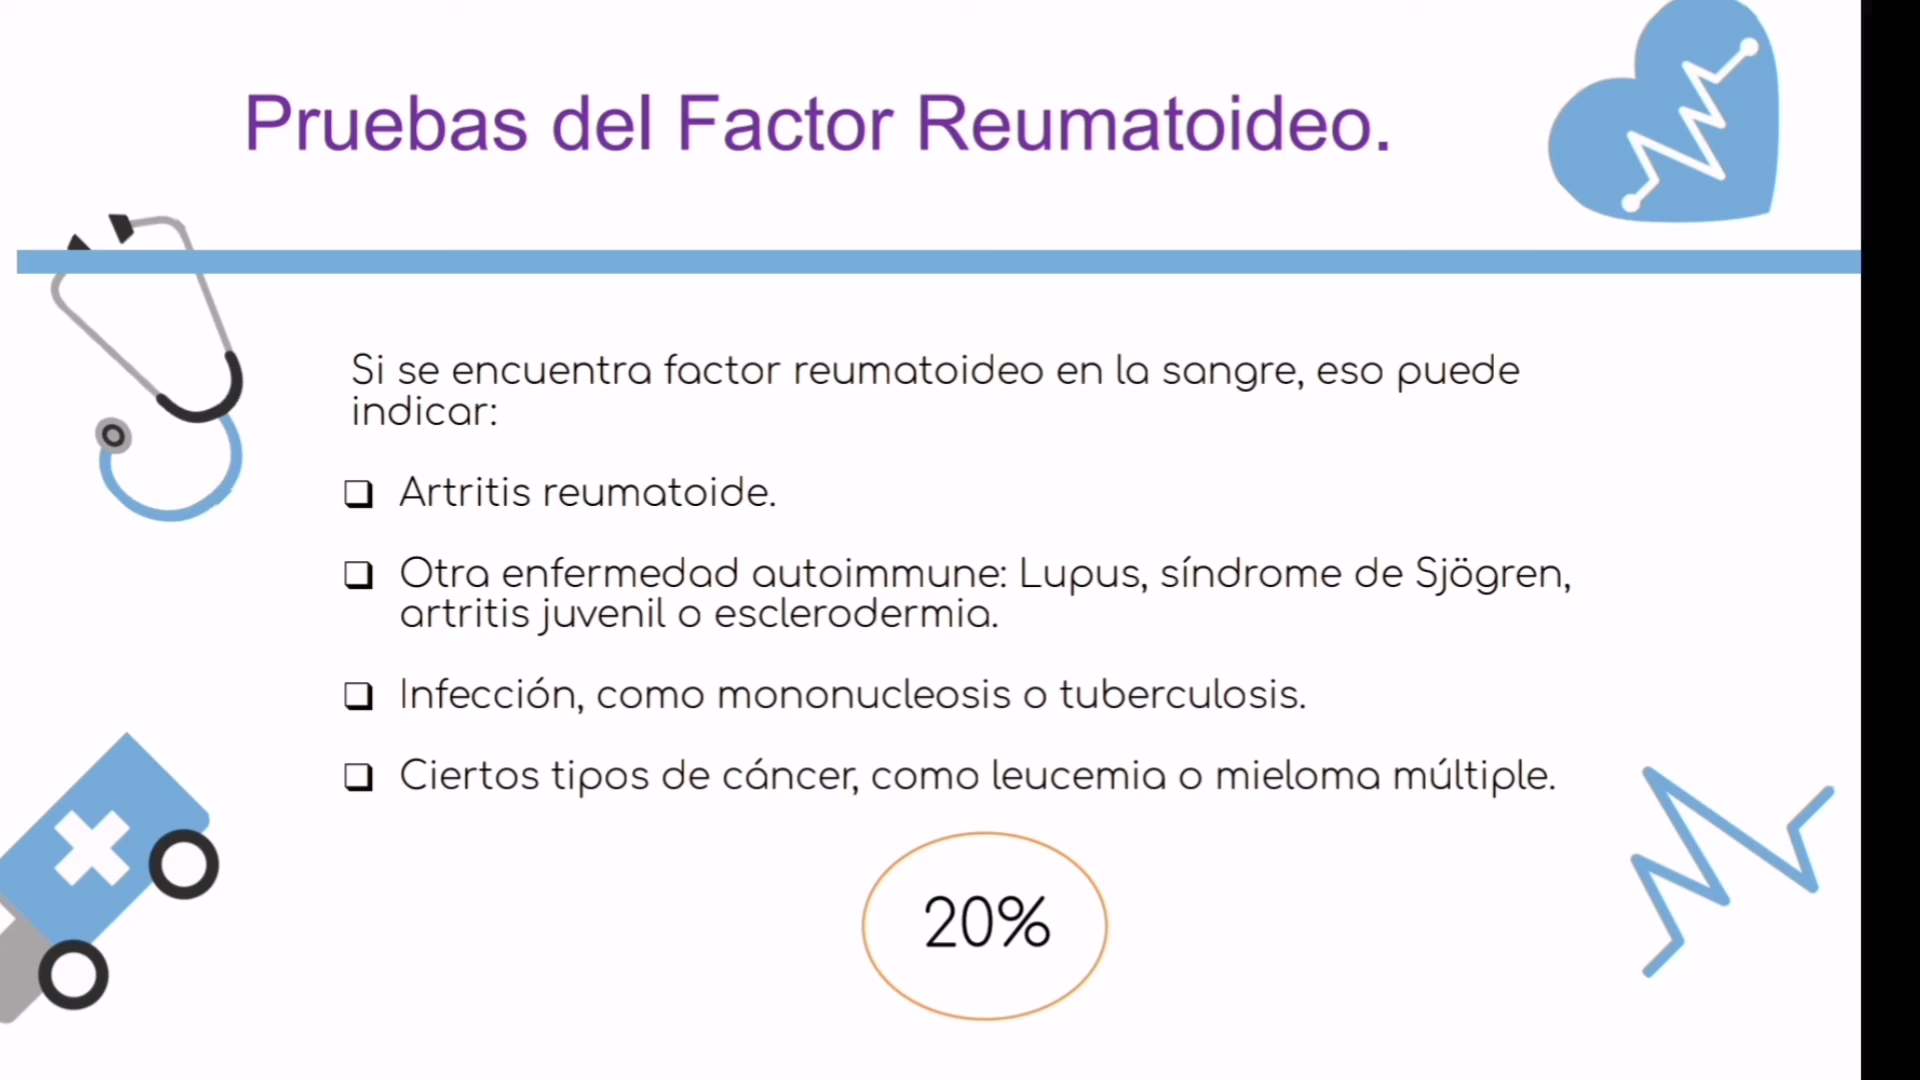 Pruebas del Factor Reumatoideo.
Si se encuentra factor reumatoideo en la sangre, eso puede
indicar:
❑ Artritis reumatoide.
❑ Otra enfermedad autoimmune: Lupus, síndrome de Sjögren,
artritis juvenil o esclerodermia.
❑ Infección, como mononucleosis o tuberculosis.
❑ Ciertos tipos de cáncer, como leucemia o mieloma múltiple.
20%